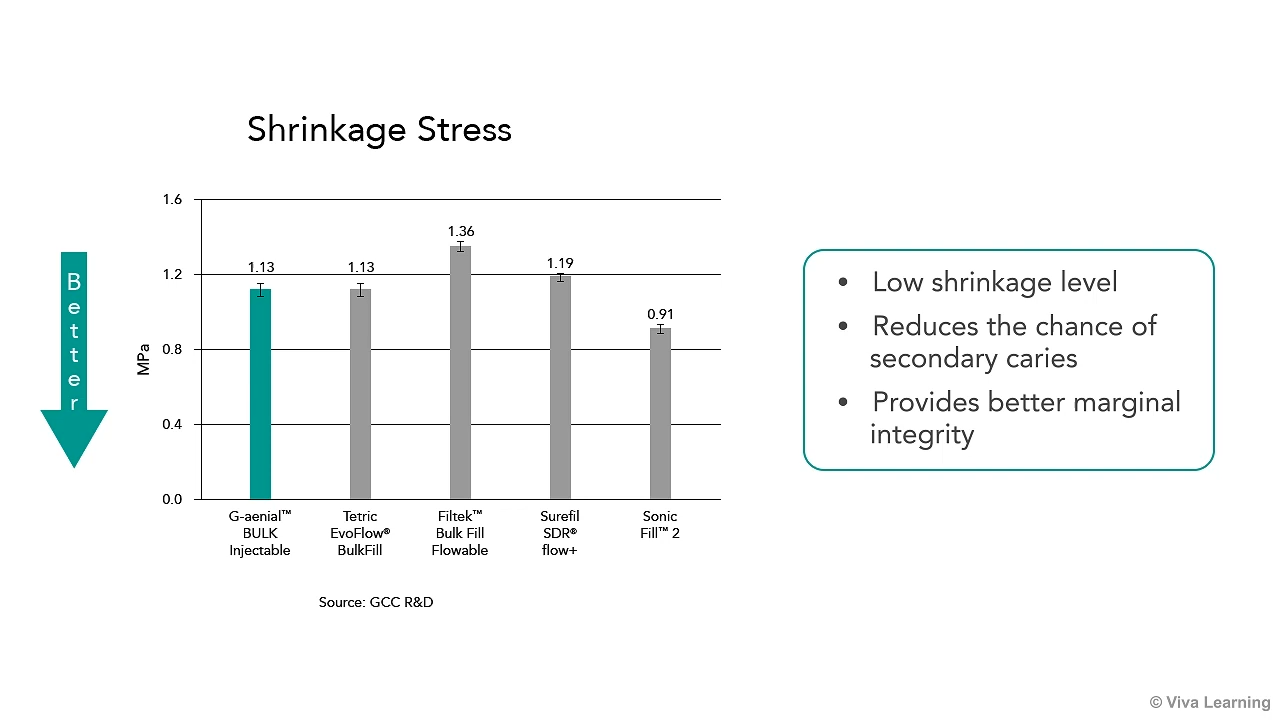 Shrinkage Stress
1.6
1.2
0.8
0.4
0.0
MPa
Better
1.13
1.13
1.36
1.19
0.91
G-aenial™
BULK
Injectable
Tetric
EvoFlow®
BulkFill
Filtek™
Bulk Fill
Flowable
Surefil
SDR®
flow+
Sonic
Fill™ 2
Source: GCC R&D
• Low shrinkage level
• Reduces the chance of
secondary caries
• Provides better marginal
integrity
© Viva Learning